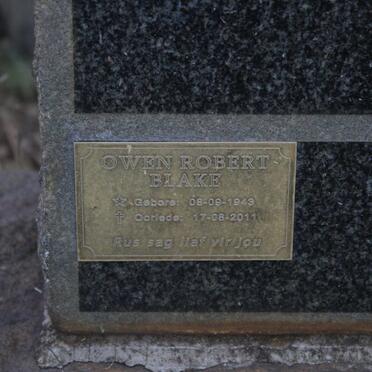 OWEN ROBERT
BLAKE
☆ Gebore: 08-09-1943
✝ Oorlede: 17-08-2011
Rus sag lief vir jou